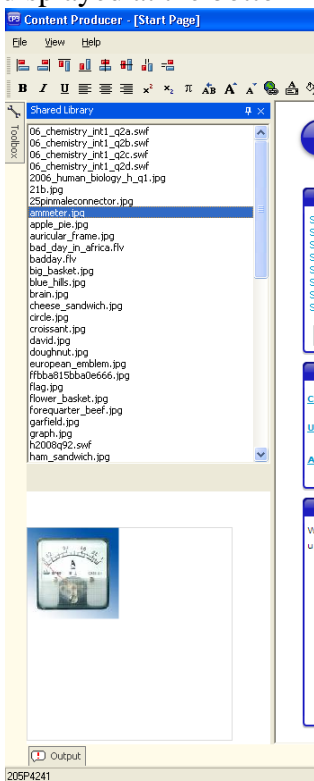 Content Producer - [Start Page]
File View Help
B I U x² x₂ π
Shared Library
Toolbox
06_chemistry_int1_q2a.swf
06_chemistry_int1_q2b.swf
06_chemistry_int1_q2c.swf
06_chemistry_int1_q2d.swf
2006_human_biology_h_q1.jpg
21b.jpg
25pinmaleconnector.jpg
ammeter.jpg
apple_pie.jpg
auricular_frame.jpg
bad_day_in_africa.flv
badday.flv
big_basket.jpg
blue_hills.jpg
brain.jpg
cheese_sandwich.jpg
circle.jpg
croissant.jpg
david.jpg
doughnut.jpg
european_emblem.jpg
ffbba815bba0e666.jpg
flag.jpg
flower_basket.jpg
forequarter_beef.jpg
garfield.jpg
graph.jpg
h2008q92.swf
ham_sandwich.jpg
Output
205P4241